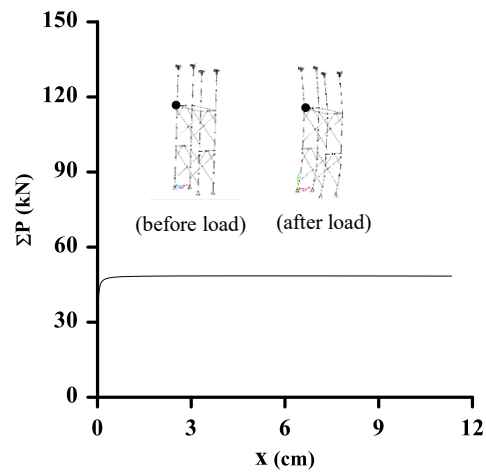 150
120
90
60
30
0
ΣP (kN)
(before load)
(after load)
0 3 6 9 12
x (cm)